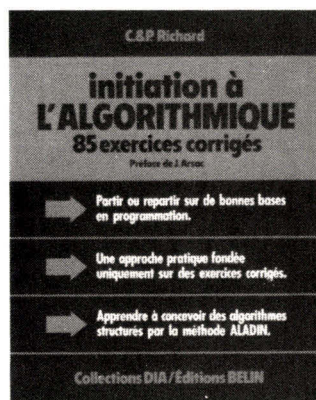 C.&P. Richard
initiation à
L'ALGORITHMIQUE
85 exercices corrigés
Préface de J. Arsac
Partir ou repartir sur de bonnes bases
en programmation.
Une approche pratique fondée
uniquement sur des exercices corrigés.
Apprendre à concevoir des algorithmes
structurés par la méthode ALADIN.
Collections DIA/Éditions BELIN